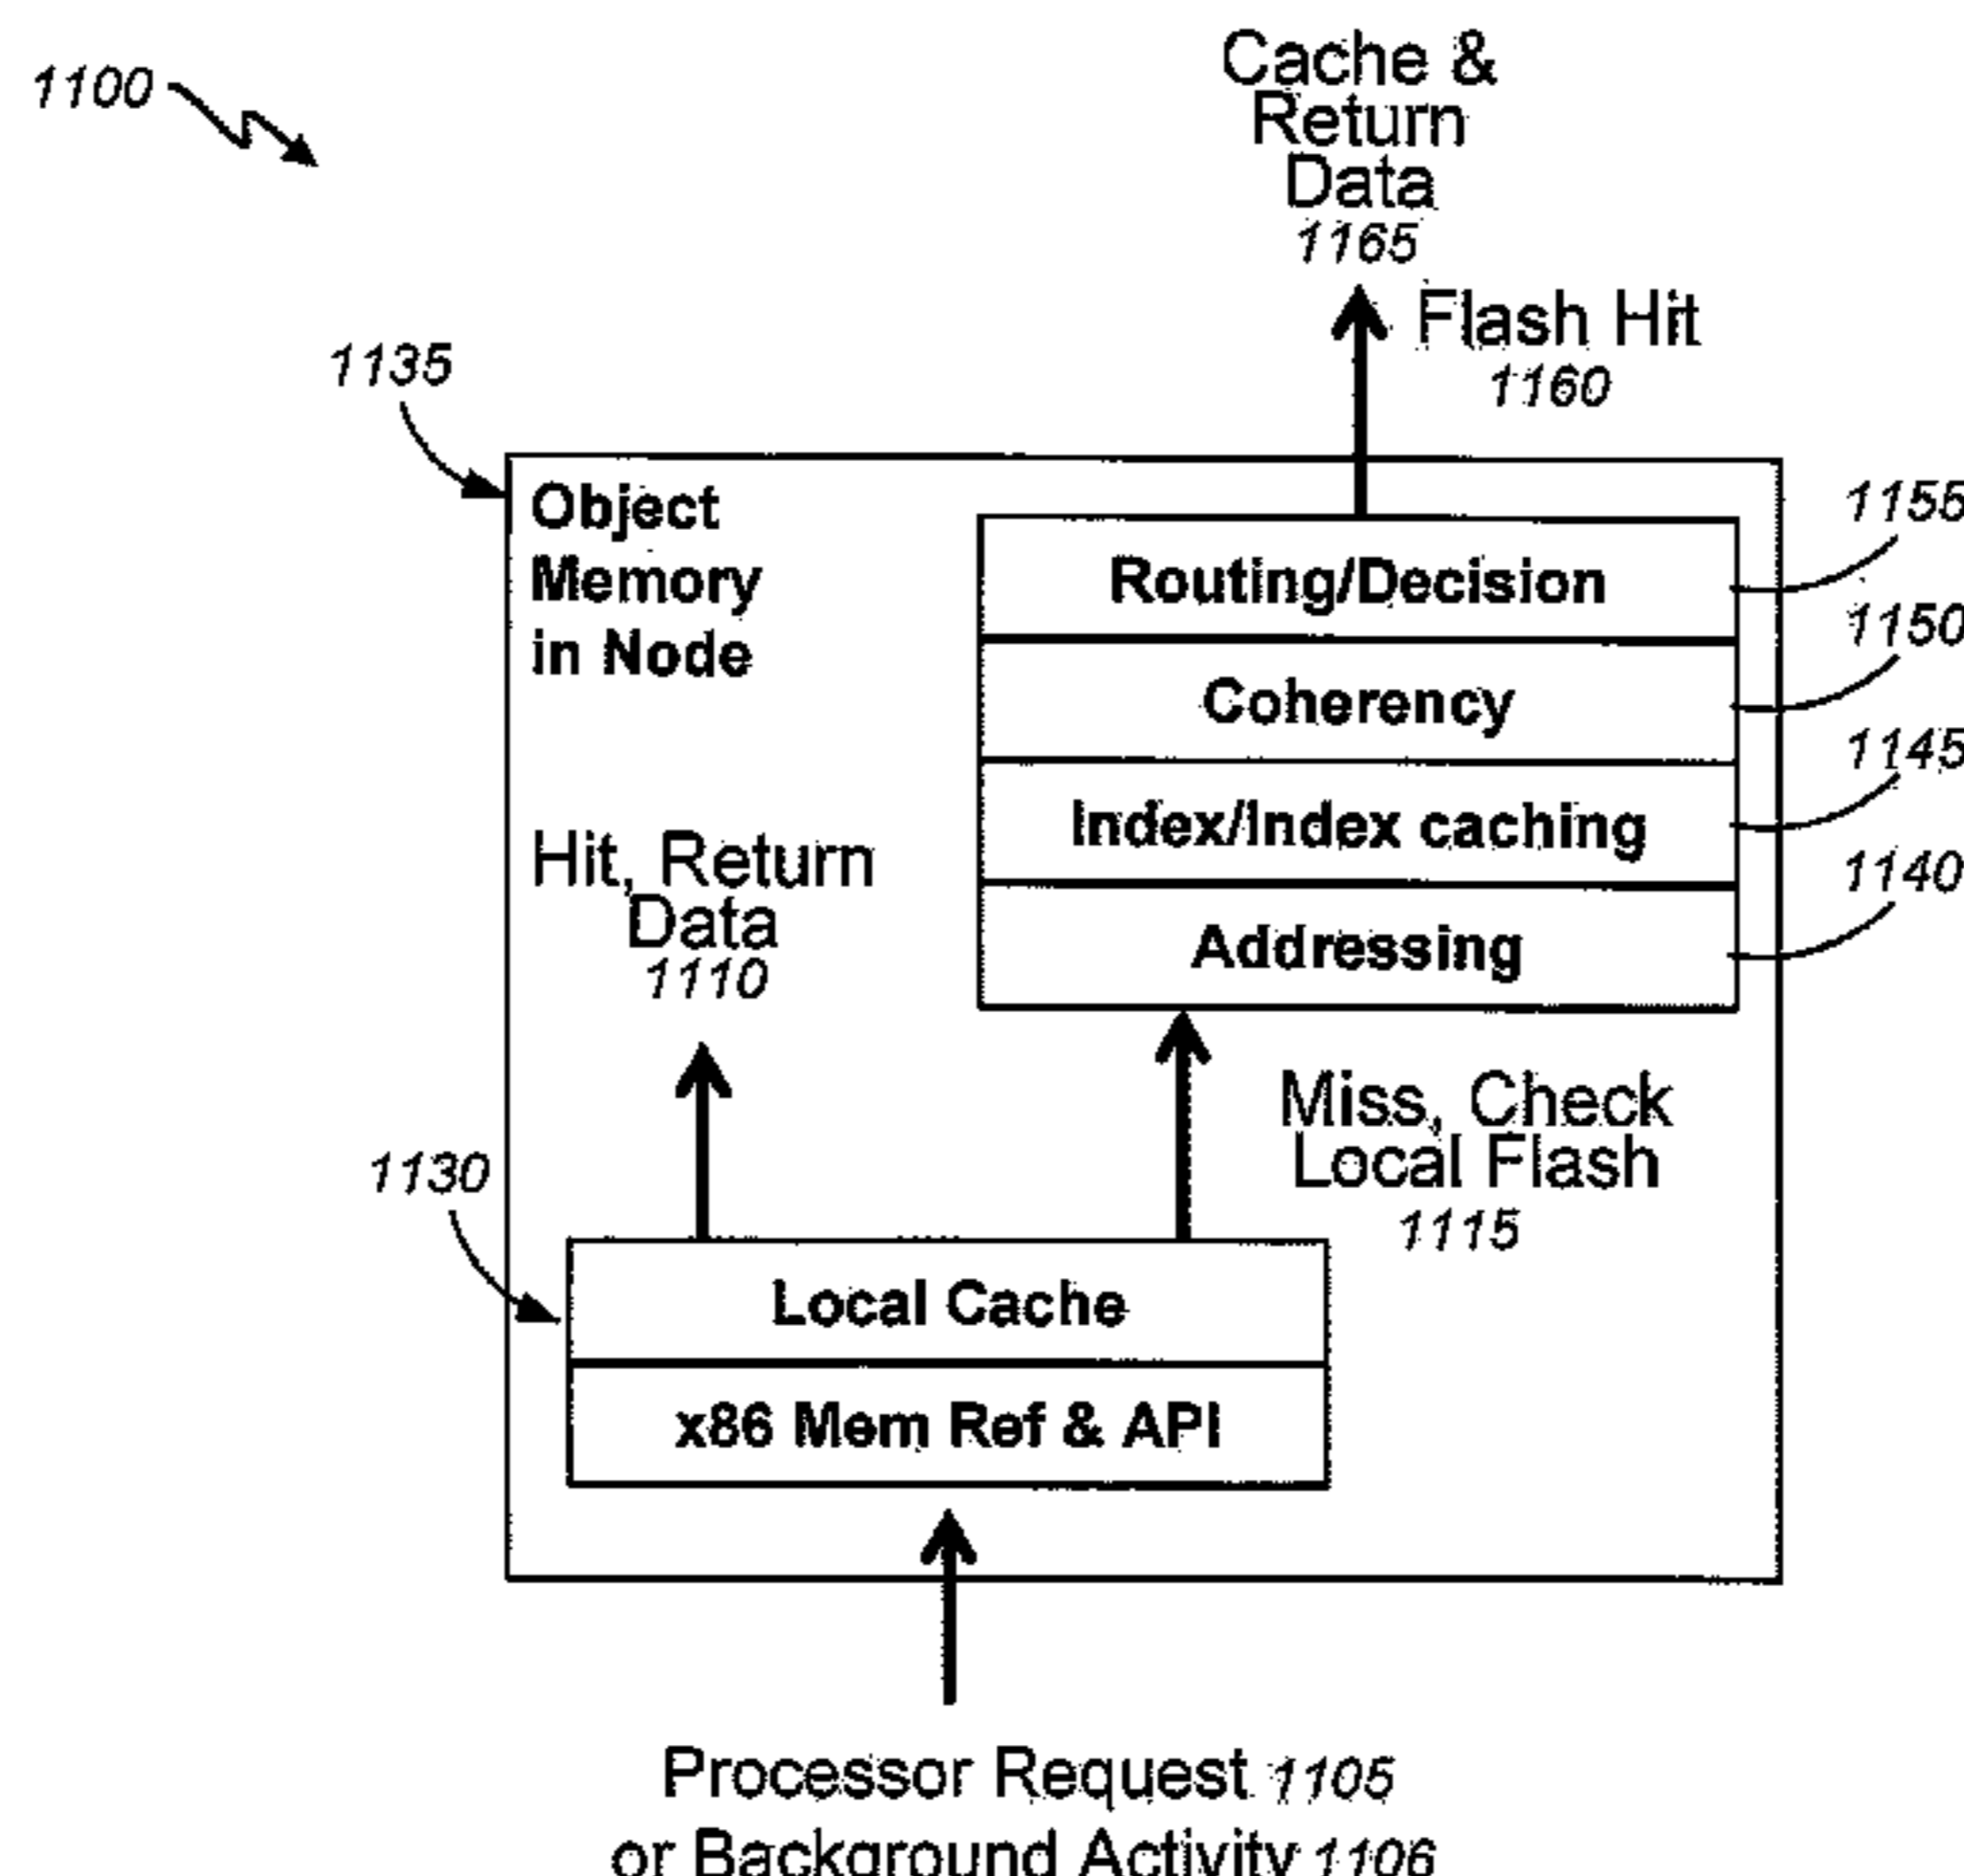 1100
Cache &
Return
Data
1165
Flash Hit
1160
1135
Object
Memory
in Node
Routing/Decision
1155
Coherency
1150
Index/Index caching
1145
Addressing
1140
Hit, Return
Data
1110
Miss, Check
Local Flash
1115
1130
Local Cache
x86 Mem Ref & API
Processor Request 1105
or Background Activity 1106